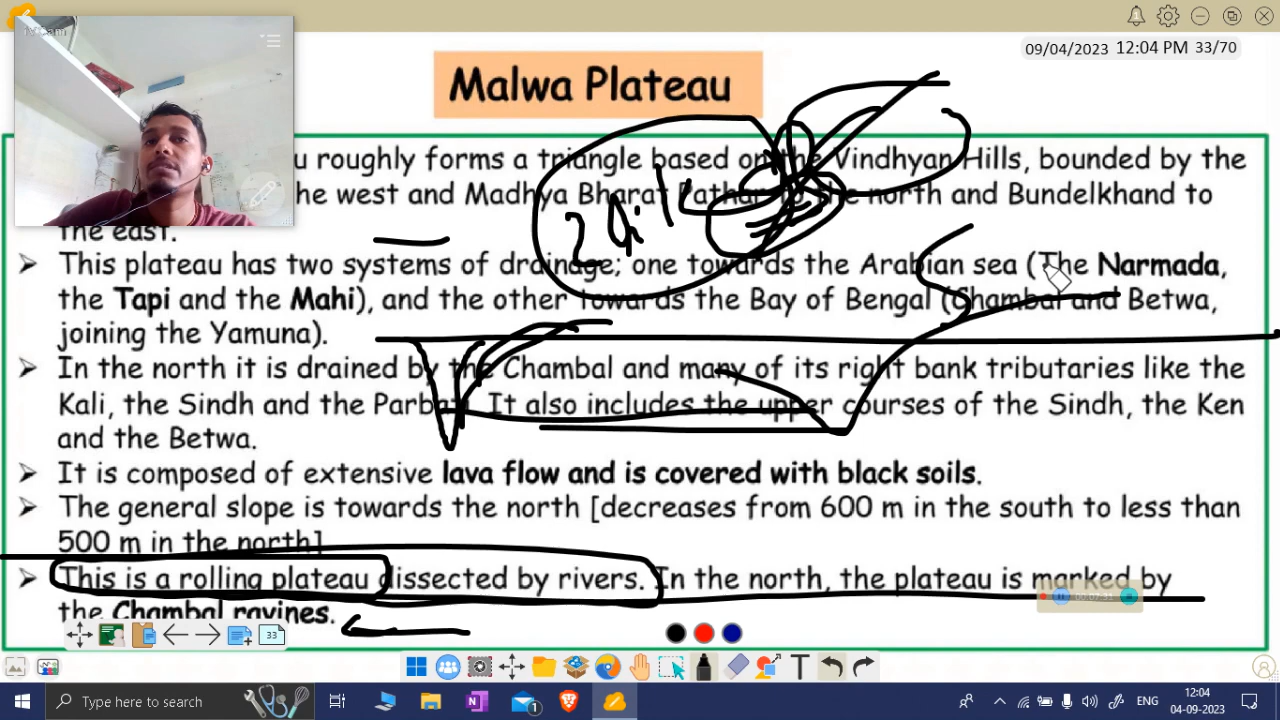 iVCam
09/04/2023 12:04 PM 33/70
Malwa Plateau
u roughly forms a triangle based on the Vindhyan Hills, bounded by the
he west and Madhya Bharat Pathar to the north and Bundelkhand to
the east.
➤ This plateau has two systems of drainage; one towards the Arabian sea (The Narmada,
the Tapi and the Mahi), and the other towards the Bay of Bengal (Chambal and Betwa,
joining the Yamuna).
➤ In the north it is drained by the Chambal and many of its right bank tributaries like the
Kali, the Sindh and the Parbati. It also includes the upper courses of the Sindh, the Ken
and the Betwa.
➤ It is composed of extensive lava flow and is covered with black soils.
➤ The general slope is towards the north [decreases from 600 m in the south to less than
500 m in the north]
➤ This is a rolling plateau dissected by rivers. In the north, the plateau is marked by
the Chambal ravines.
33
Type here to search
1
ENG
12:04
04-09-2023